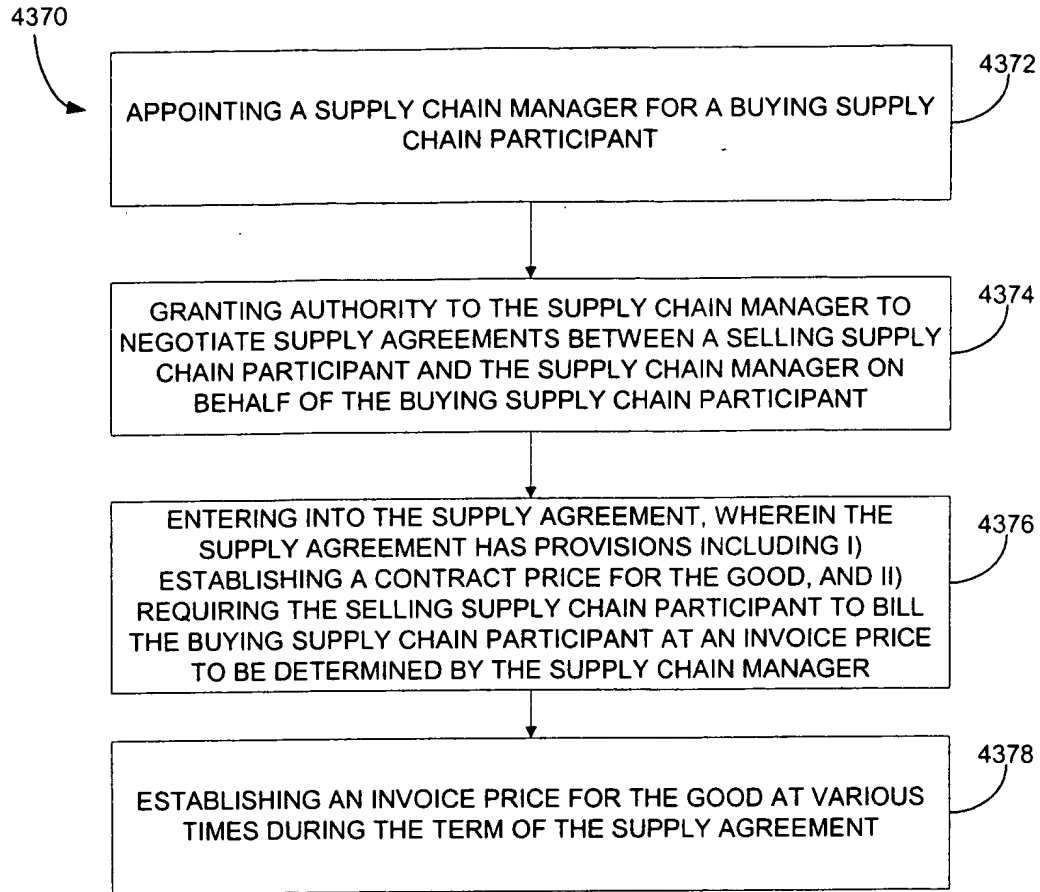 4370
4372
APPOINTING A SUPPLY CHAIN MANAGER FOR A BUYING SUPPLY
CHAIN PARTICIPANT
4374
GRANTING AUTHORITY TO THE SUPPLY CHAIN MANAGER TO
NEGOTIATE SUPPLY AGREEMENTS BETWEEN A SELLING SUPPLY
CHAIN PARTICIPANT AND THE SUPPLY CHAIN MANAGER ON
BEHALF OF THE BUYING SUPPLY CHAIN PARTICIPANT
4376
ENTERING INTO THE SUPPLY AGREEMENT, WHEREIN THE
SUPPLY AGREEMENT HAS PROVISIONS INCLUDING I)
ESTABLISHING A CONTRACT PRICE FOR THE GOOD, AND II)
REQUIRING THE SELLING SUPPLY CHAIN PARTICIPANT TO BILL
THE BUYING SUPPLY CHAIN PARTICIPANT AT AN INVOICE PRICE
TO BE DETERMINED BY THE SUPPLY CHAIN MANAGER
4378
ESTABLISHING AN INVOICE PRICE FOR THE GOOD AT VARIOUS
TIMES DURING THE TERM OF THE SUPPLY AGREEMENT